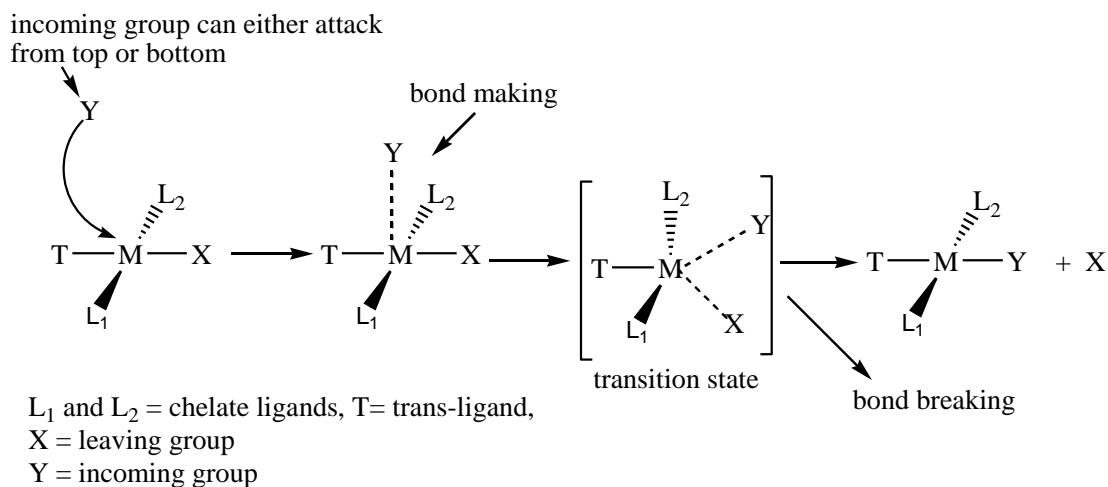 incoming group can either attack
from top or bottom
Y
bond making
Y
L2
L2
L2
Y
L2
T M X
T M X
T M
T M Y + X
L1
L1
L1
X
L1
transition state
bond breaking
L1 and L2 = chelate ligands, T= trans-ligand,
X = leaving group
Y = incoming group